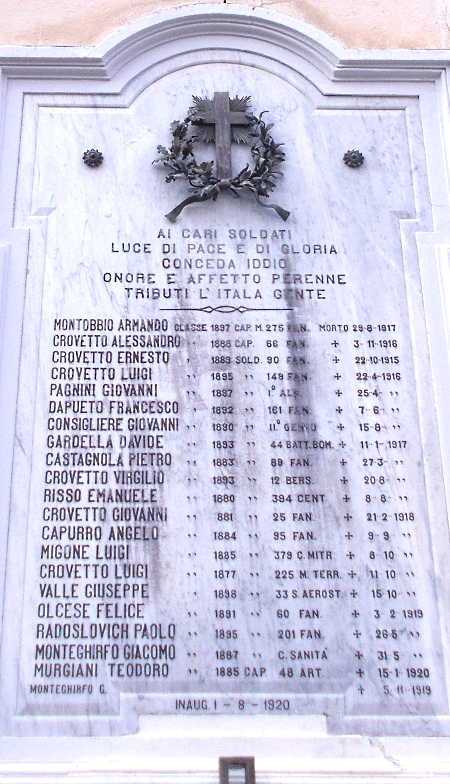 AI CARI SOLDATI
LUCE DI PACE E DI GLORIA
CONCEDA IDDIO
ONORE E AFFETTO PERENNE
TRIBUTI L'ITALA GENTE
MONTOBBIO ARMANDO CLASSE 1897 CAP. M. 275 FAN. MORTO 29-8-1917
CROVETTO ALESSANDRO ,, 1888 CAP. 66 FAN. + 3-11-1916
CROVETTO ERNESTO ,, 1889 SOLD. 90 FAN. + 22-10-1915
CROVETTO LUIGI ,, 1895 ,, 149 FAN. + 22-4-1916
PAGNINI GIOVANNI ,, 1897 ,, 1º ALP. + 25-4- ,,
DAPUETO FRANCESCO ,, 1892 ,, 161 FAN. + 7-6- ,,
CONSIGLIERE GIOVANNI ,, 1890 ,, 11º GENIO + 15-8- ,,
GARDELLA DAVIDE ,, 1893 ,, 44 BATT. BOM. + 11-1-1917
CASTAGNOLA PIETRO ,, 1883 ,, 89 FAN. + 27-3- ,,
CROVETTO VIRGILIO ,, 1893 ,, 12 BERS. + 20-8- ,,
RISSO EMANUELE ,, 1880 ,, 394 CENT. + 8-8- ,,
CROVETTO GIOVANNI ,, 881 ,, 25 FAN. + 21-2-1918
CAPURRO ANGELO ,, 1884 ,, 95 FAN. + 9-9- ,,
MIGONE LUIGI ,, 1885 ,, 379 C. MITR. + 8-10- ,,
CROVETTO LUIGI ,, 1877 ,, 225 M. TERR. + 11-10- ,,
VALLE GIUSEPPE ,, 1898 ,, 33 S. AEROST. + 15-10- ,,
OLCESE FELICE ,, 1891 ,, 60 FAN. + 3-2-1919
RADOSLOVICH PAOLO ,, 1895 ,, 201 FAN. + 26-5- ,,
MONTEGHIRFO GIACOMO ,, 1887 ,, C. SANITA + 31-5- ,,
MURGIANI TEODORO ,, 1885 CAP. 48 ART. + 15-1-1920
MONTEGHIRFO G. + 5-11-1919
INAUG. 1-8-1920